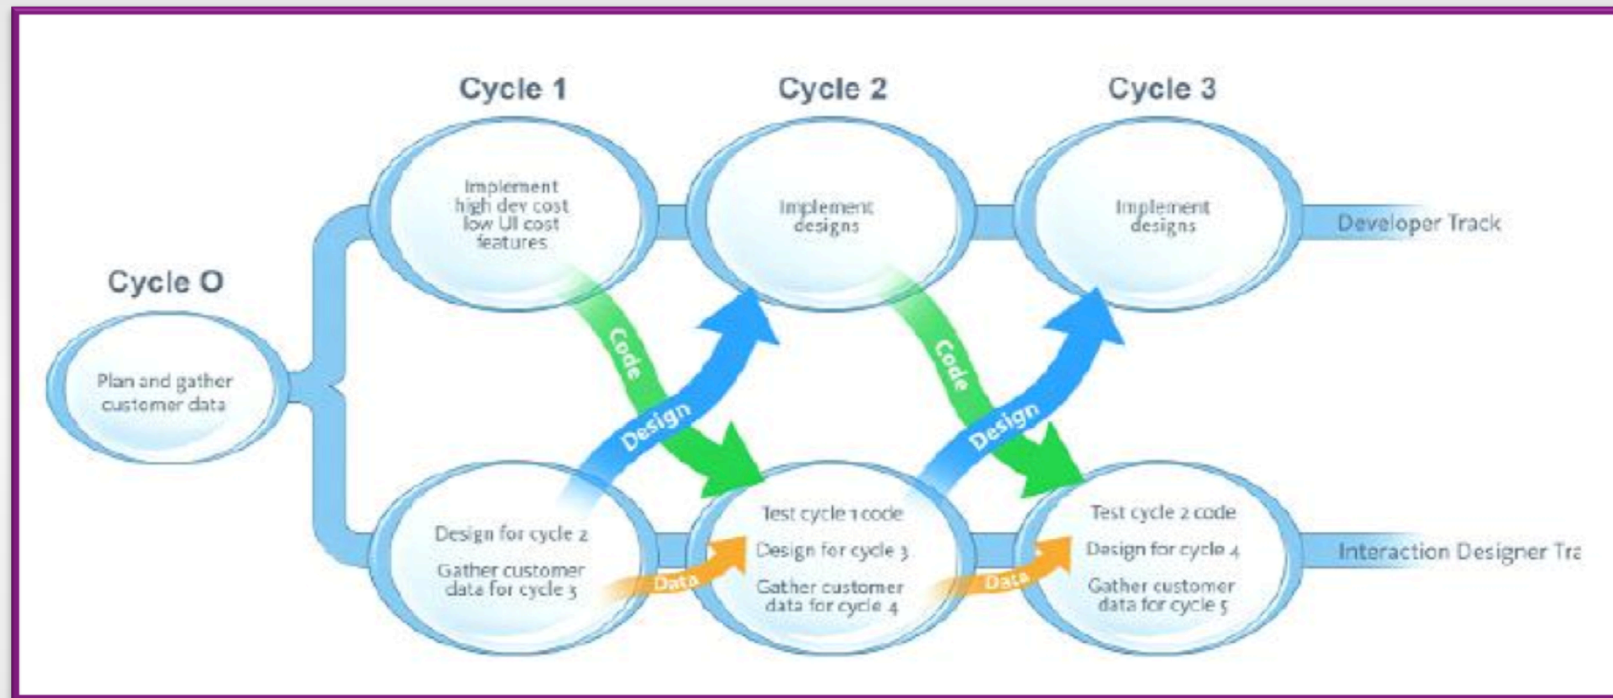 Cycle 1
Cycle 2
Cycle 3
Implement
high dev cost
low UI cost
features
Implement
designs
Implement
designs
Developer Track
Cycle O
Plan and gather
customer data
Code
Design
Code
Design
Design for cycle 2
Gather customer
data for cycle 3
Data
Test cycle 1 code
Design for cycle 3
Gather customer
data for cycle 4
Data
Test cycle 2 code
Design for cycle 4
Gather customer
data for cycle 5
Interaction Designer Tra